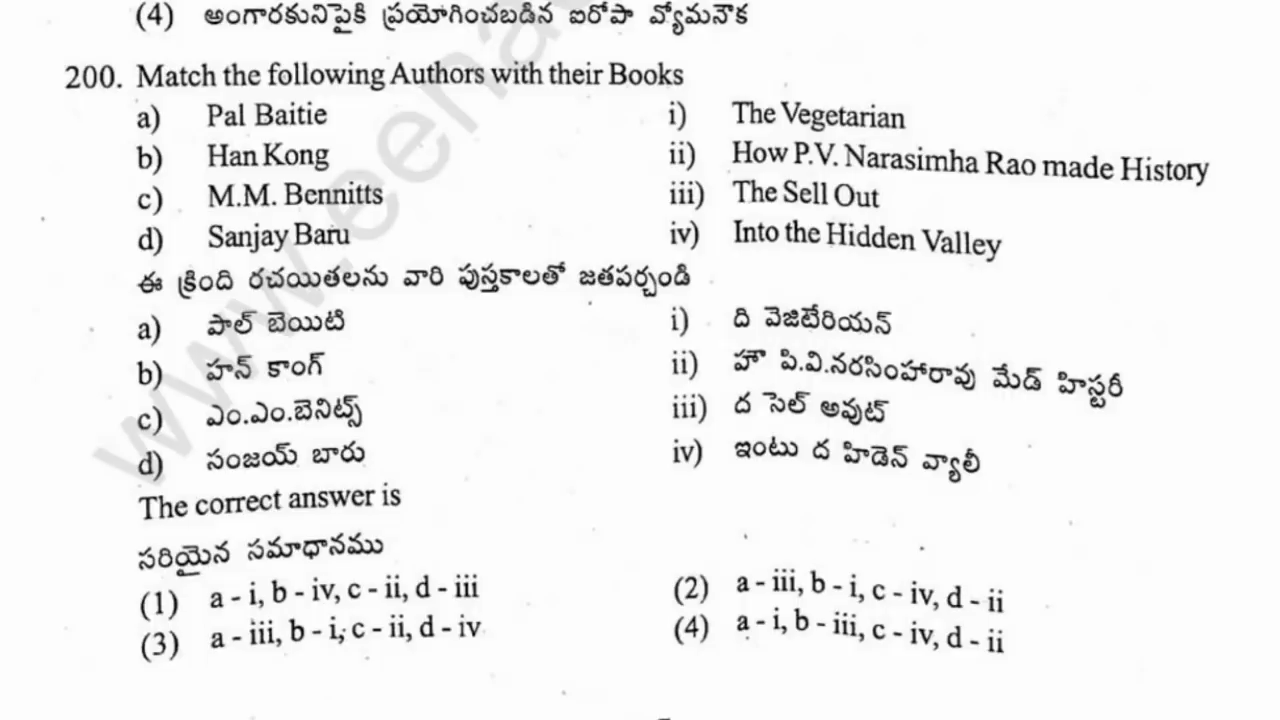 (4) అంగారకునిపైకి ప్రయోగించబడిన ఐరోపా వ్యోమనౌక
200. Match the following Authors with their Books
a) Pal Baitie i) The Vegetarian
b) Han Kong ii) How P.V. Narasimha Rao made History
c) M.M. Bennitts iii) The Sell Out
d) Sanjay Baru iv) Into the Hidden Valley
ఈ క్రింది రచయితలను వారి పుస్తకాలతో జతపర్చండి
a) పాల్ బెయిటి i) ది వెజిటేరియన్
b) హన్ కాంగ్ ii) హౌ పి.వి.నరసింహారావు మేడ్ హిస్టరీ
c) ఎం.ఎం.బెనిట్స్ iii) ద సెల్ అవుట్
d) సంజయ్ బారు iv) ఇంటు ద హిడెన్ వ్యాలీ
The correct answer is
సరియైన సమాధానము
(1) a - i, b - iv, c - ii, d - iii (2) a - iii, b - i, c - iv, d - ii
(3) a - iii, b - i, c - ii, d - iv (4) a - i, b - iii, c - iv, d - ii